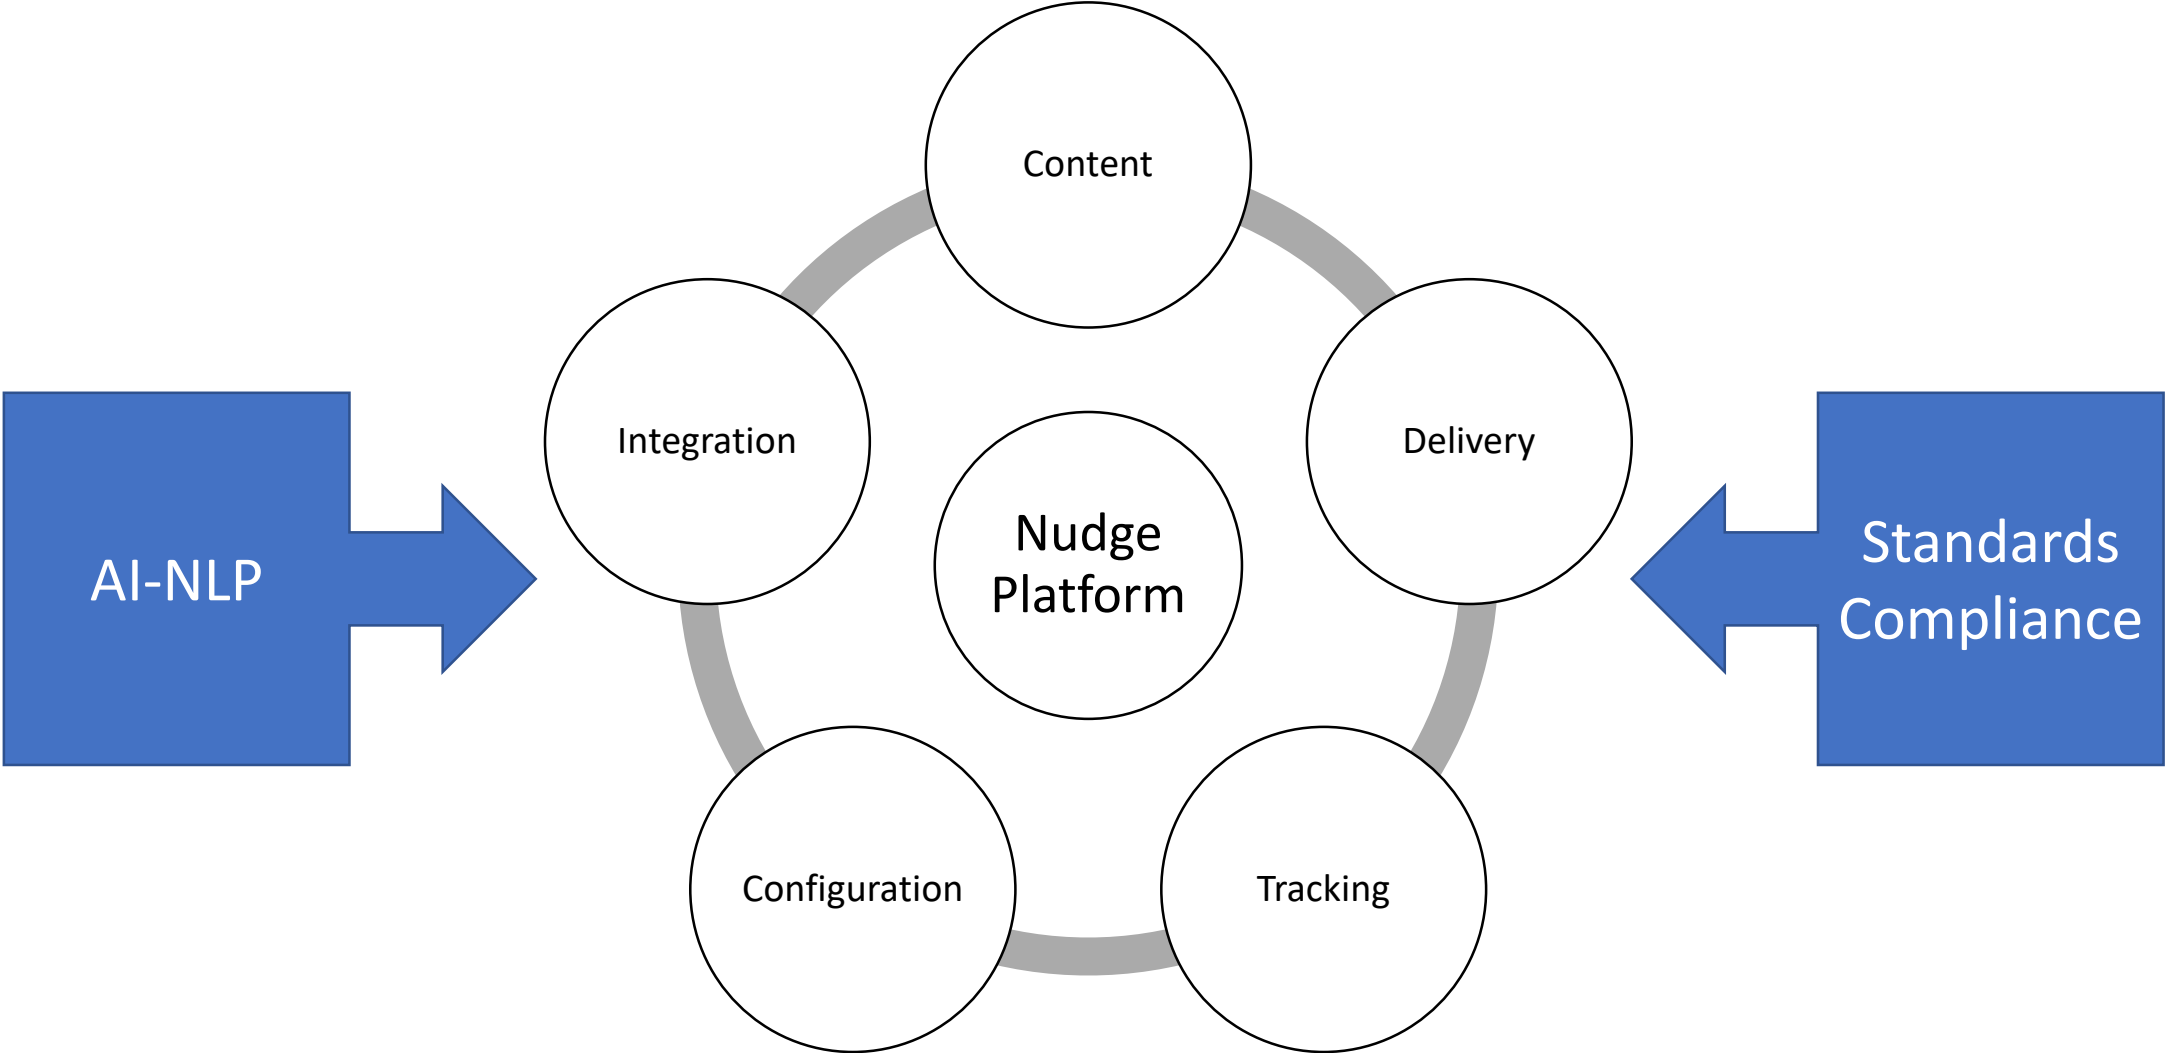 Content
Integration
Delivery
Nudge
Platform
AI-NLP
Standards
Compliance
Configuration
Tracking